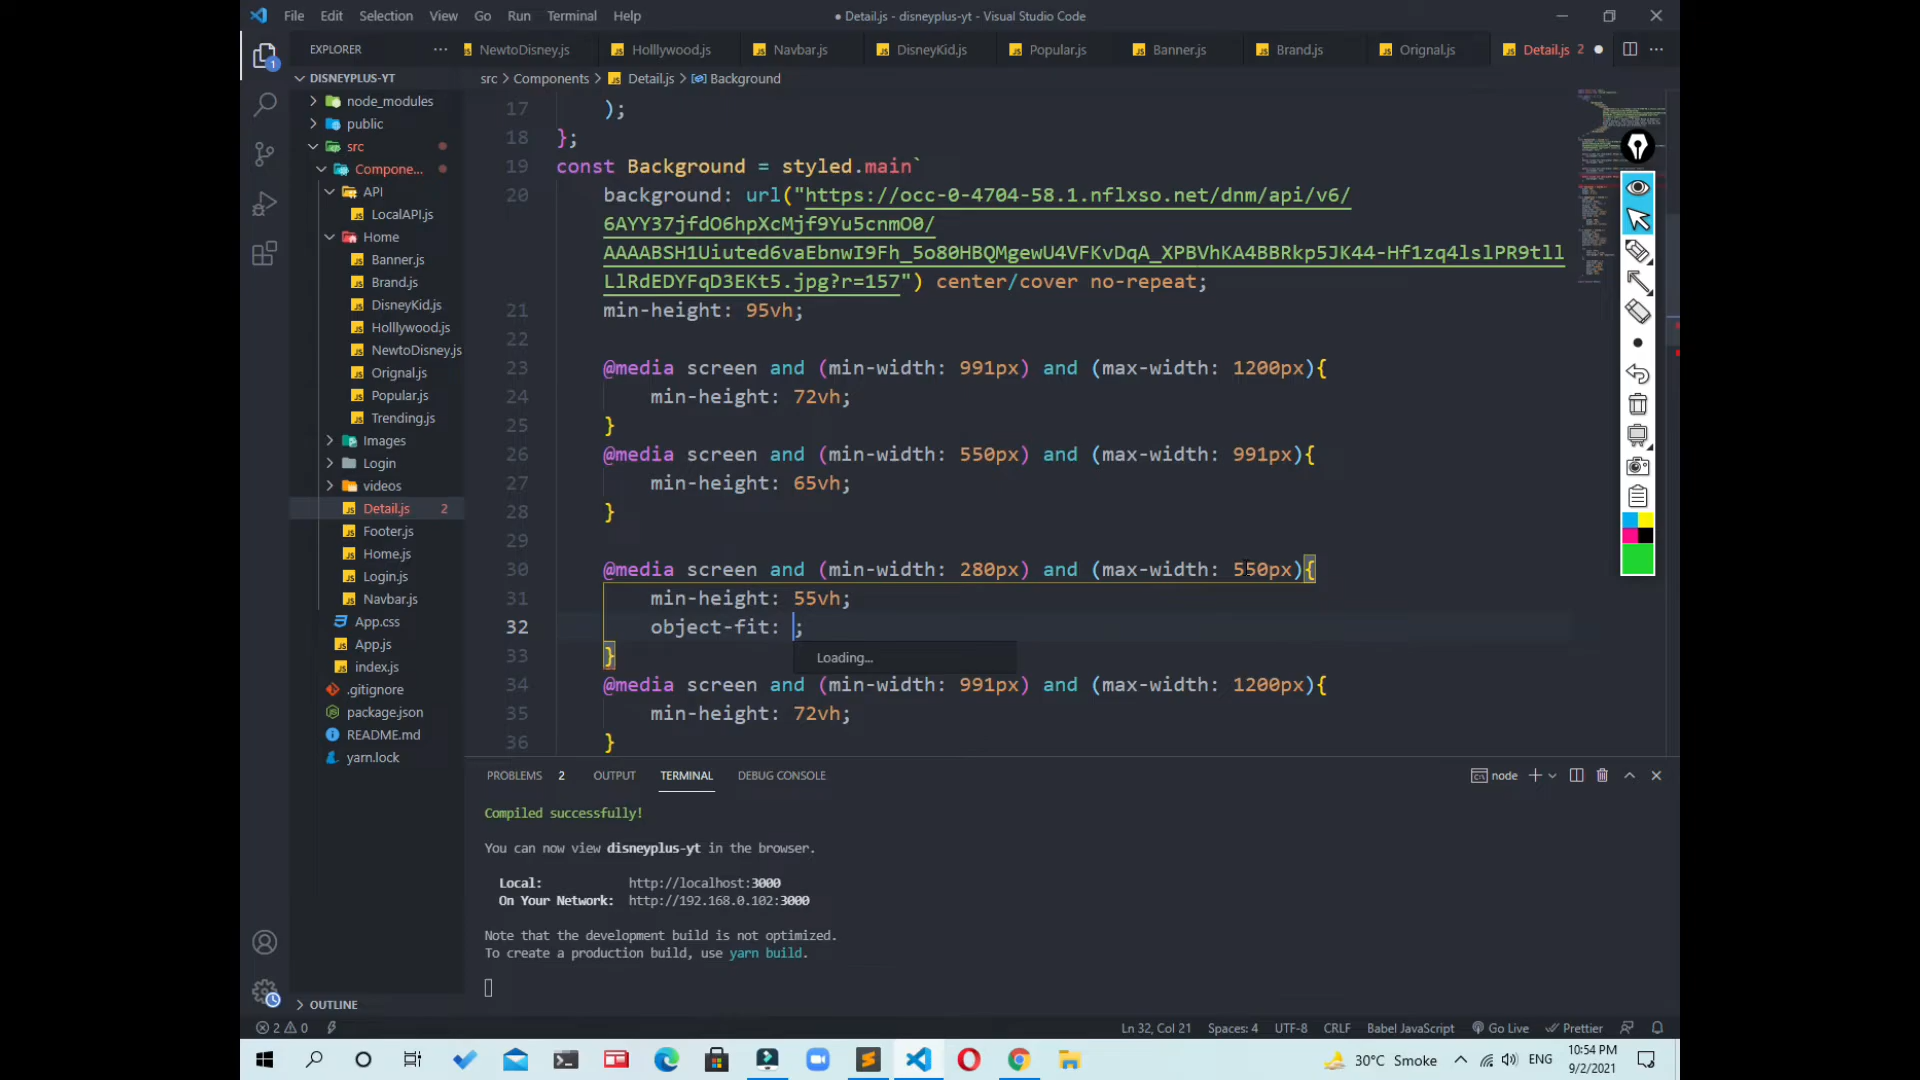 File Edit Selection View Go Run Terminal Help
● Detail.js - disneyplus-yt - Visual Studio Code
EXPLORER
NewtoDisney.js Holllywood.js Navbar.js DisneyKid.js Popular.js Banner.js Brand.js Orignal.js Detail.js 2
DISNEYPLUS-YT
src > Components > Detail.js > Background
node_modules
public
src
Compone...
API
LocalAPI.js
Home
Banner.js
Brand.js
DisneyKid.js
Holllywood.js
NewtoDisney.js
Orignal.js
Popular.js
Trending.js
Images
Login
videos
Detail.js 2
Footer.js
Home.js
Login.js
Navbar.js
App.css
App.js
index.js
.gitignore
package.json
README.md
yarn.lock
OUTLINE
17 );
18 };
19 const Background = styled.main`
20 background: url("https://occ-0-4704-58.1.nflxso.net/dnm/api/v6/
6AYY37jfdO6hpXcMjf9Yu5cnmO0/
AAAABSH1Uiuted6vaEbnwI9Fh_5o80HBQMgewU4VFKvDqA_XPBVhKA4BBRkp5JK44-Hf1zq4lslPR9tll
LlRdEDYFqD3EKt5.jpg?r=157") center/cover no-repeat;
21 min-height: 95vh;
22
23 @media screen and (min-width: 991px) and (max-width: 1200px){
24 min-height: 72vh;
25 }
26 @media screen and (min-width: 550px) and (max-width: 991px){
27 min-height: 65vh;
28 }
29
30 @media screen and (min-width: 280px) and (max-width: 550px){
31 min-height: 55vh;
32 object-fit: ;
Loading...
33 }
34 @media screen and (min-width: 991px) and (max-width: 1200px){
35 min-height: 72vh;
36 }
PROBLEMS 2 OUTPUT TERMINAL DEBUG CONSOLE
node
Compiled successfully!
You can now view disneyplus-yt in the browser.
Local: http://localhost:3000
On Your Network: http://192.168.0.102:3000
Note that the development build is not optimized.
To create a production build, use yarn build.
2 0
Ln 32, Col 21 Spaces: 4 UTF-8 CRLF Babel JavaScript Go Live Prettier
30°C Smoke ENG
10:54 PM
9/2/2021